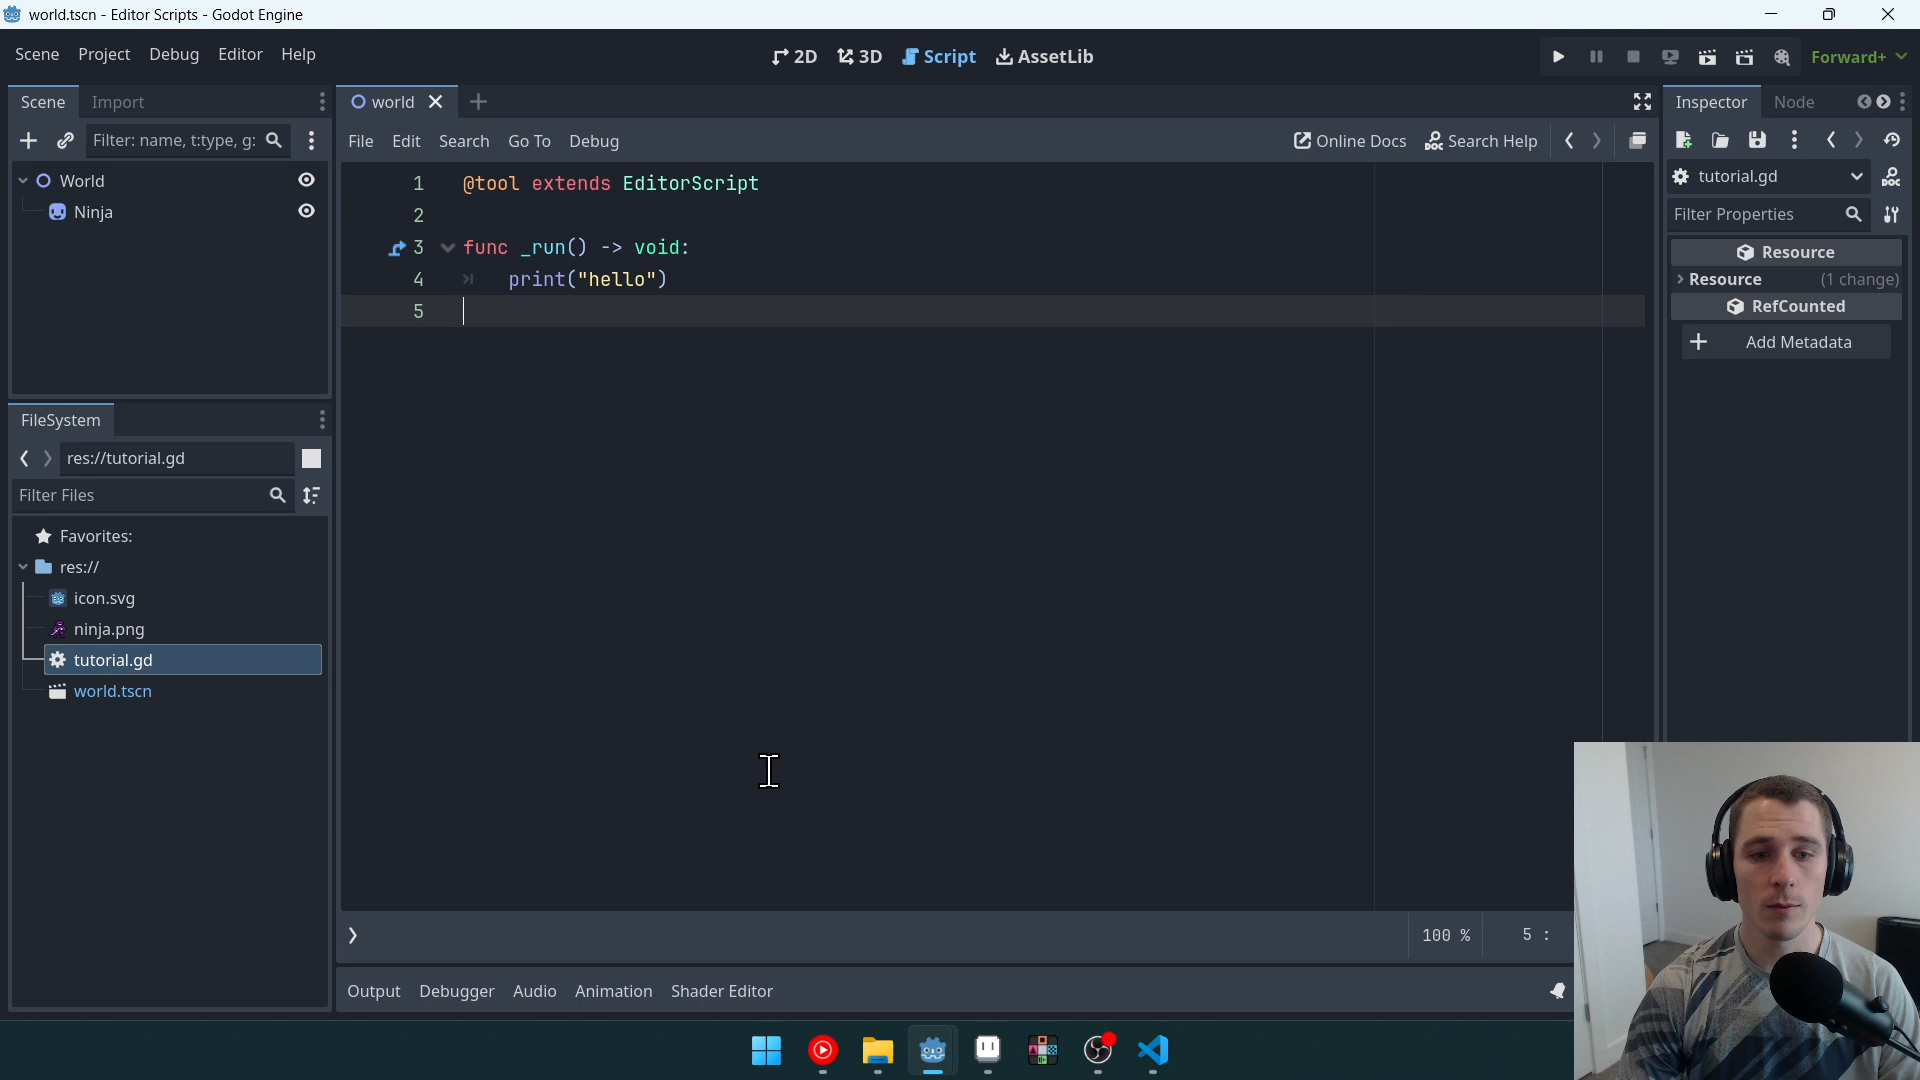 world.tscn - Editor Scripts - Godot Engine
Scene Project Debug Editor Help
2D 3D Script AssetLib
Forward+
Scene Import
world
Inspector Node
Filter: name, t:type, g:
File Edit Search Go To Debug
Online Docs Search Help
World
Ninja
tutorial.gd
Filter Properties
Resource
Resource (1 change)
RefCounted
Add Metadata
1 @tool extends EditorScript
2
3 func _run() -> void:
4 print("hello")
5
FileSystem
res://tutorial.gd
Filter Files
Favorites:
res://
icon.svg
ninja.png
tutorial.gd
world.tscn
100 % 5 :
Output Debugger Audio Animation Shader Editor